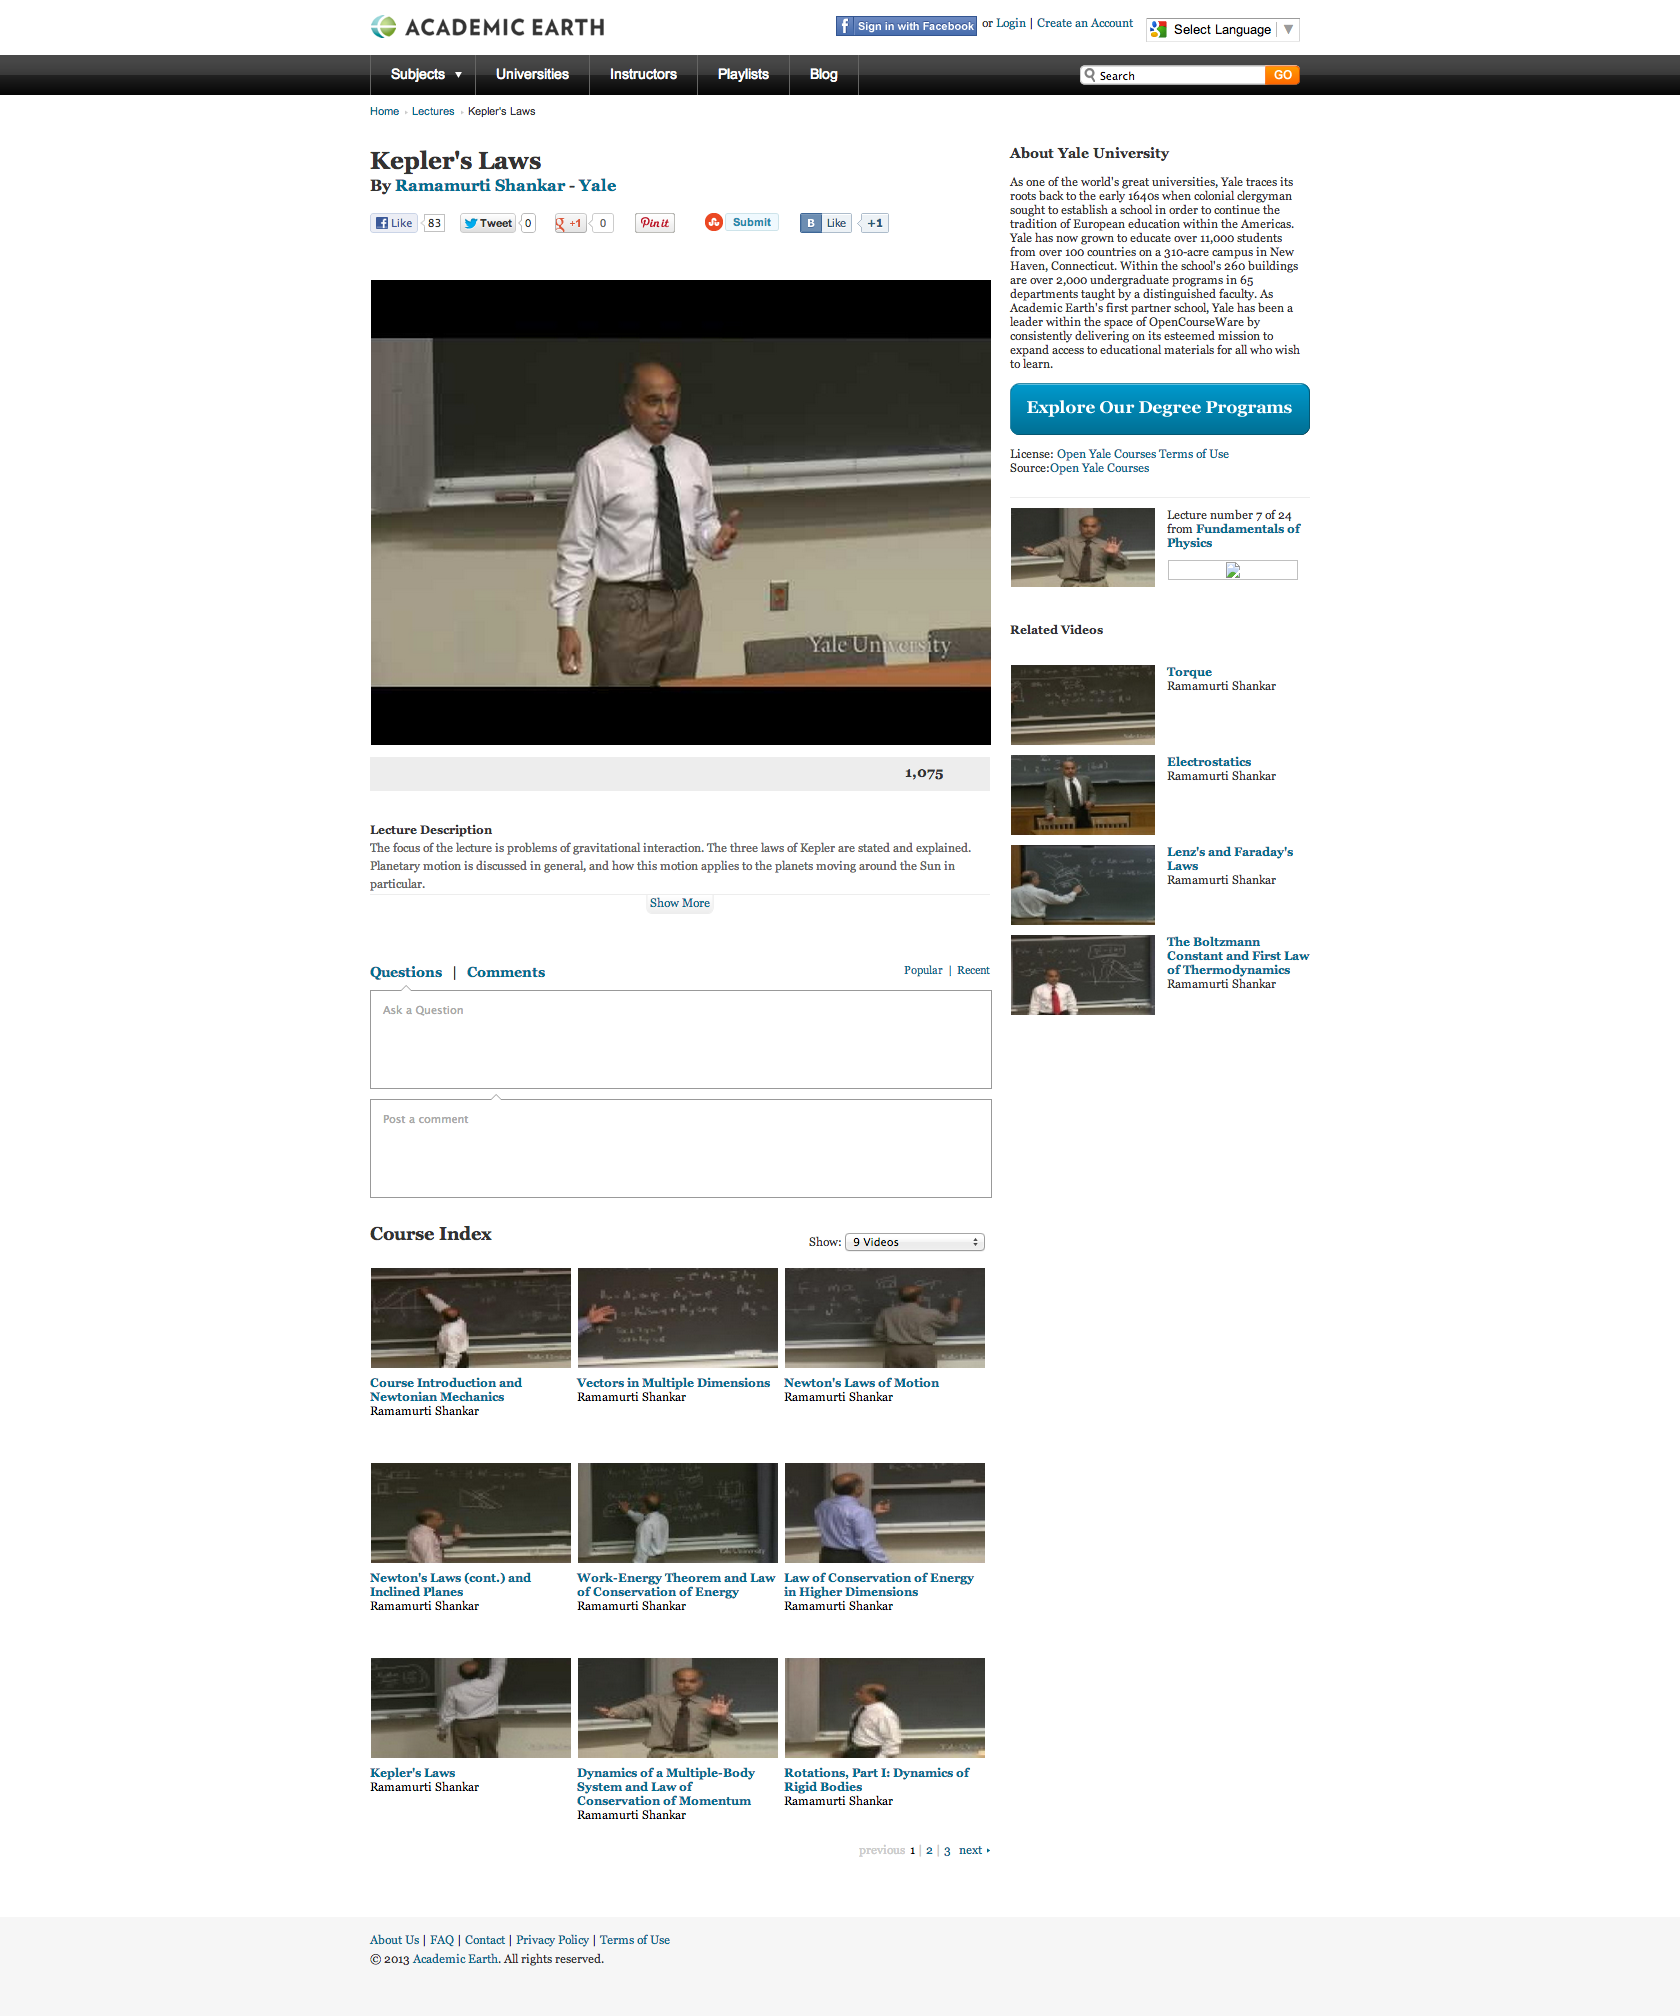 ACADEMIC EARTH
Sign in with Facebook or Login | Create an Account
Select Language ▼
Subjects ▼ Universities Instructors Playlists Blog
Search GO
Home Lectures Kepler's Laws
Kepler's Laws
By Ramamurti Shankar - Yale
Like 83 Tweet 0 +1 0 Pin it Submit B Like +1
Yale University
1,075
Lecture Description
The focus of the lecture is problems of gravitational interaction. The three laws of Kepler are stated and explained.
Planetary motion is discussed in general, and how this motion applies to the planets moving around the Sun in
particular.
Show More
Questions | Comments
Popular | Recent
Ask a Question
Post a comment
About Yale University
As one of the world's great universities, Yale traces its
roots back to the early 1640s when colonial clergyman
sought to establish a school in order to continue the
tradition of European education within the Americas.
Yale has now grown to educate over 11,000 students
from over 100 countries on a 310-acre campus in New
Haven, Connecticut. Within the school's 260 buildings
are over 2,000 undergraduate programs in 65
departments taught by a distinguished faculty. As
Academic Earth's first partner school, Yale has been a
leader within the space of OpenCourseWare by
consistently delivering on its esteemed mission to
expand access to educational materials for all who wish
to learn.
Explore Our Degree Programs
License: Open Yale Courses Terms of Use
Source:Open Yale Courses
Lecture number 7 of 24
from Fundamentals of
Physics
Related Videos
Torque
Ramamurti Shankar
Electrostatics
Ramamurti Shankar
Lenz's and Faraday's
Laws
Ramamurti Shankar
The Boltzmann
Constant and First Law
of Thermodynamics
Ramamurti Shankar
Course Index
Show: 9 Videos
F = ma
Course Introduction and
Newtonian Mechanics
Ramamurti Shankar
Vectors in Multiple Dimensions
Ramamurti Shankar
Newton's Laws of Motion
Ramamurti Shankar
Newton's Laws (cont.) and
Inclined Planes
Ramamurti Shankar
Work-Energy Theorem and Law
of Conservation of Energy
Ramamurti Shankar
Law of Conservation of Energy
in Higher Dimensions
Ramamurti Shankar
Kepler's Laws
Ramamurti Shankar
Dynamics of a Multiple-Body
System and Law of
Conservation of Momentum
Ramamurti Shankar
Rotations, Part I: Dynamics of
Rigid Bodies
Ramamurti Shankar
previous 1 | 2 | 3 next
About Us | FAQ | Contact | Privacy Policy | Terms of Use
© 2013 Academic Earth. All rights reserved.